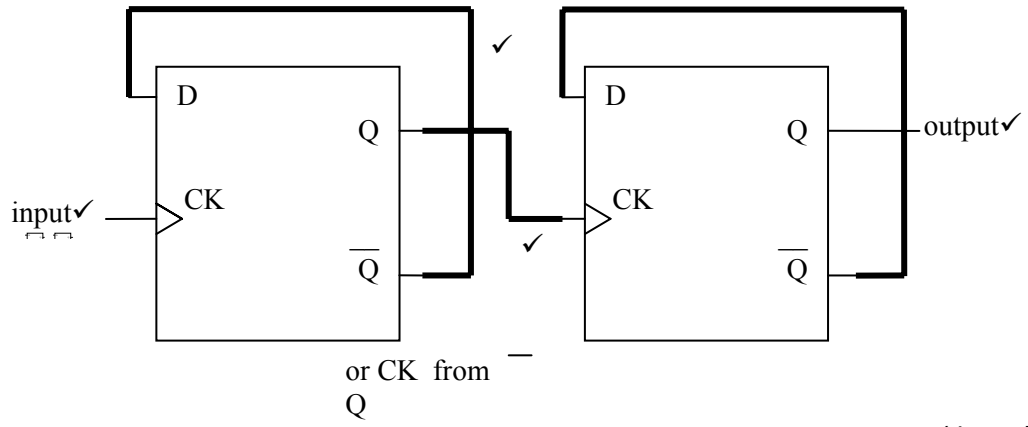 ✓
D
Q
CK
Q̅
input✓
D
Q
CK
Q̅
output✓
✓
or CK from
Q̅